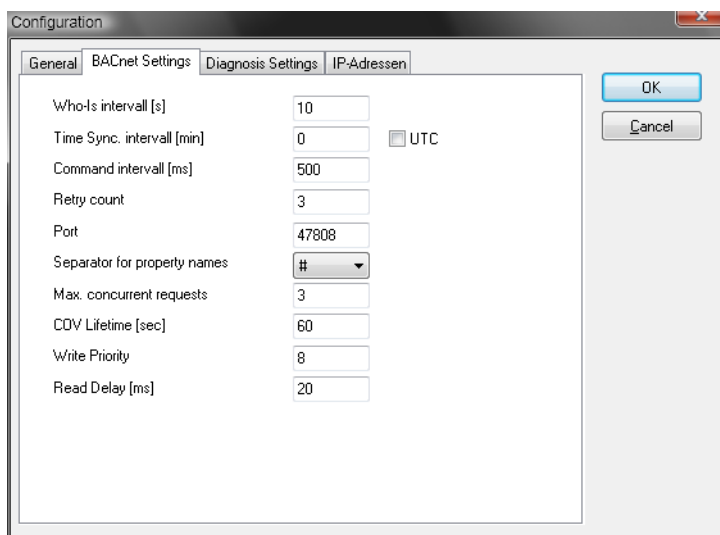 Configuration
General BACnet Settings Diagnosis Settings IP-Adressen
OK
Cancel
Who-Is intervall [s] 10
Time Sync. intervall [min] 0 UTC
Command intervall [ms] 500
Retry count 3
Port 47808
Separator for property names #
Max. concurrent requests 3
COV Lifetime [sec] 60
Write Priority 8
Read Delay [ms] 20